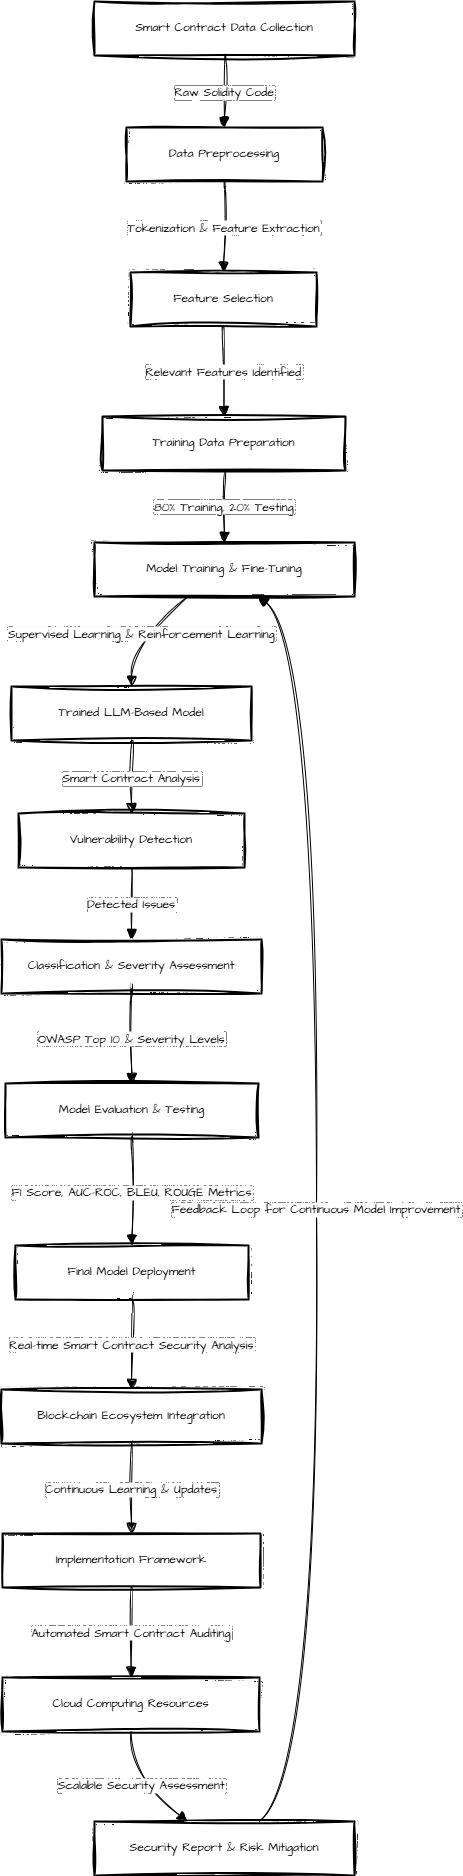 Smart Contract Data Collection
Raw Solidity Code
Data Preprocessing
Tokenization & Feature Extraction
Feature Selection
Relevant Features Identified
Training Data Preparation
80% Training, 20% Testing
Model Training & Fine-Tuning
Supervised Learning & Reinforcement Learning
Trained LLM-Based Model
Smart Contract Analysis
Vulnerability Detection
Detected Issues
Classification & Severity Assessment
OWASP Top 10 & Severity Levels
Model Evaluation & Testing
F1 Score, AUC-ROC, BLEU, ROUGE Metrics
Feedback Loop for Continuous Model Improvement
Final Model Deployment
Real-time Smart Contract Security Analysis
Blockchain Ecosystem Integration
Continuous Learning & Updates
Implementation Framework
Automated Smart Contract Auditing
Cloud Computing Resources
Scalable Security Assessment
Security Report & Risk Mitigation